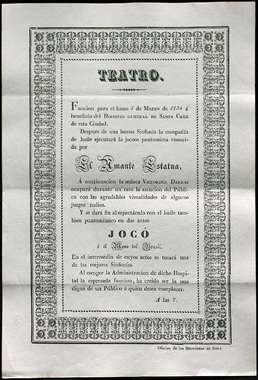 TEATRO.
Funcion para el lunes de Marzo de 1834 á
beneficio del Hospital general de Santa Cruz
de esta Ciudad.
Despues de una buena Sinfonía la compañía
de baile ejecutará la jocosa pantomima
da por
El Amante Estatua,
A continuacion la señora Victorina
ocupará durante un rato la atencion del Públi-
co con las agradables vistualidades de algunos
juegos
Y se dará fin al espectáculo con el baile tam-
bien pantomímico en dos actos
JOCÓ
ó el Mono del Brasil.
En el intermedio de cuyos actos se tocará una
de las mejores Sinfonías.
Al escoger la Administracion de dicho Hospi-
tal la espresada funcion, ha creido ser la mas
digna de un Público á quien desea complacer.
A las 7.
Oficina de los Herederos de Roca.